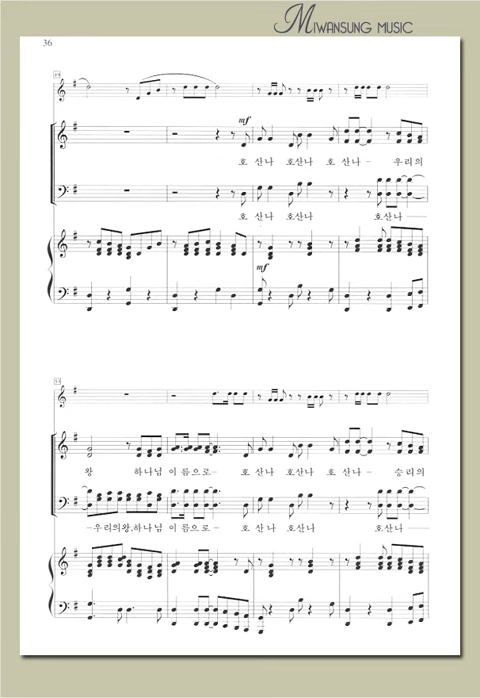 MIWANSUNG MUSIC
36
49
mf
호 산나 호산나 호 산나- 우리의
호 산나 호산나 호산나
mf
53
왕 하나님 이름으로- 호 산나 호산나 호 산나- 승리의
-우리의왕,하나님 이름으로- 호 산나 호산나 호산나